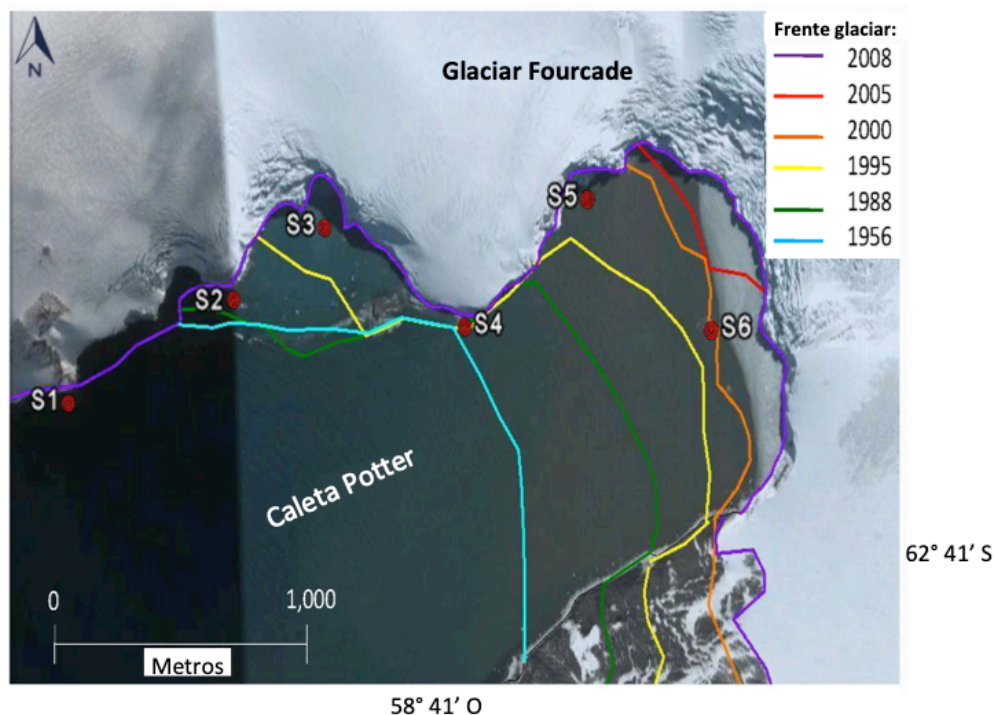 N
Glaciar Fourcade
Frente glaciar:
2008
2005
2000
1995
1988
1956
S5
S3
S2
S4
S6
S1
Caleta Potter
0 1,000
Metros
62° 41’ S
58° 41’ O